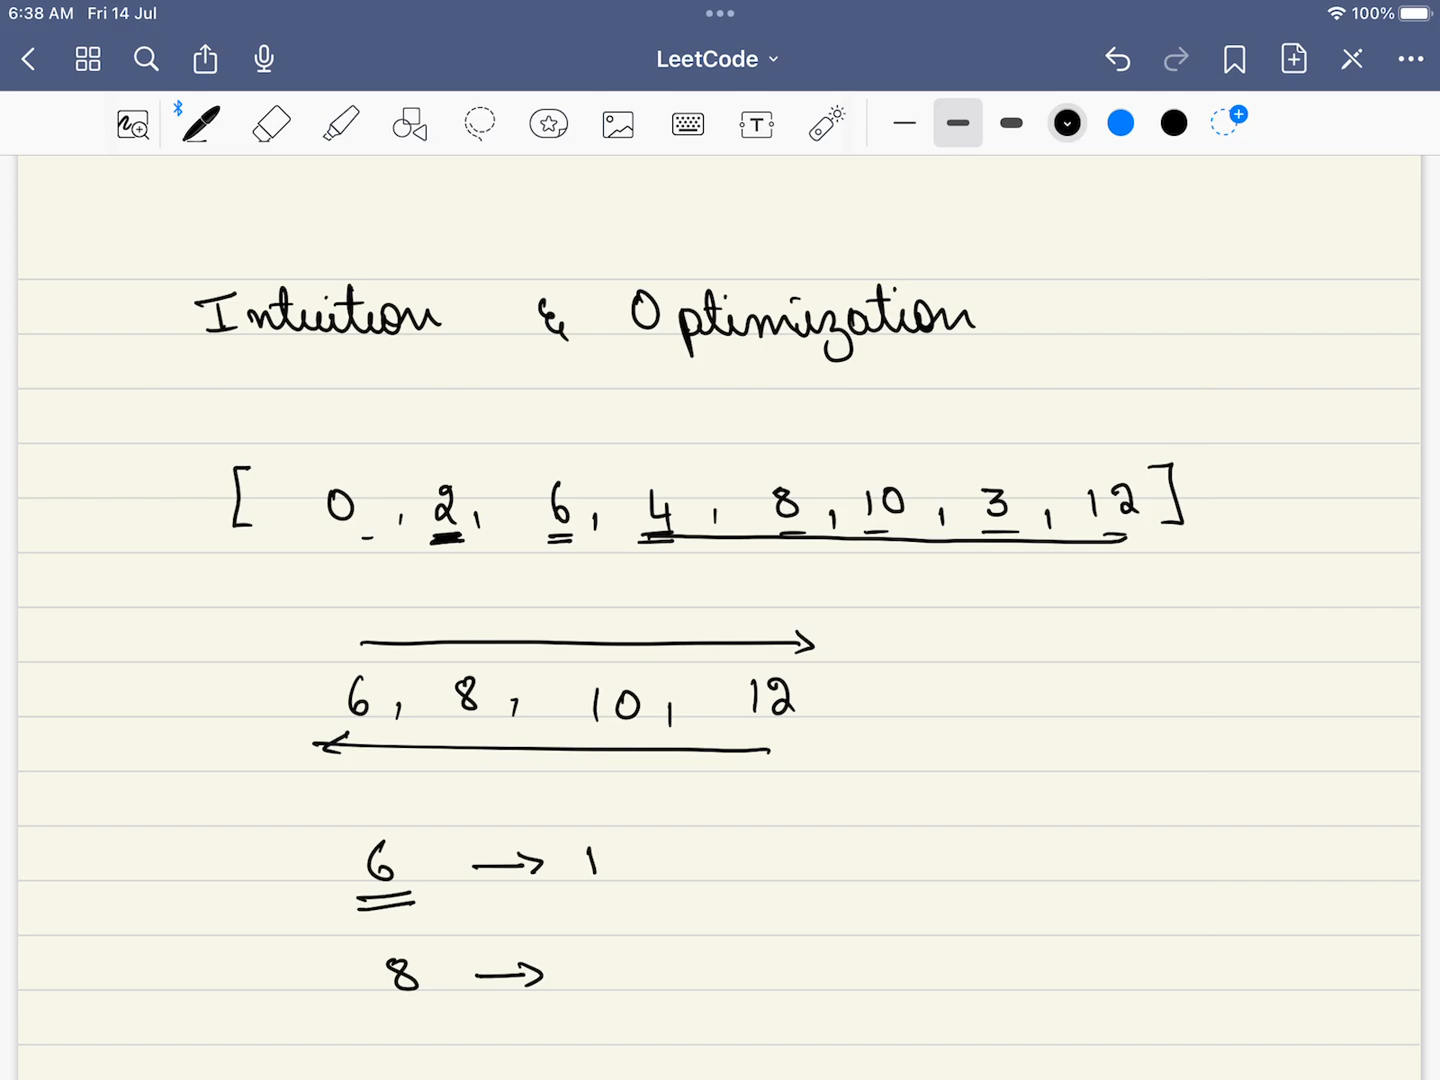 6:38 AM Fri 14 Jul 100%
LeetCode
T
Intuition & Optimization
[ 0, 2, 6, 4, 8, 10, 3, 12 ]
6, 8, 10, 12
6 → 1
8 →